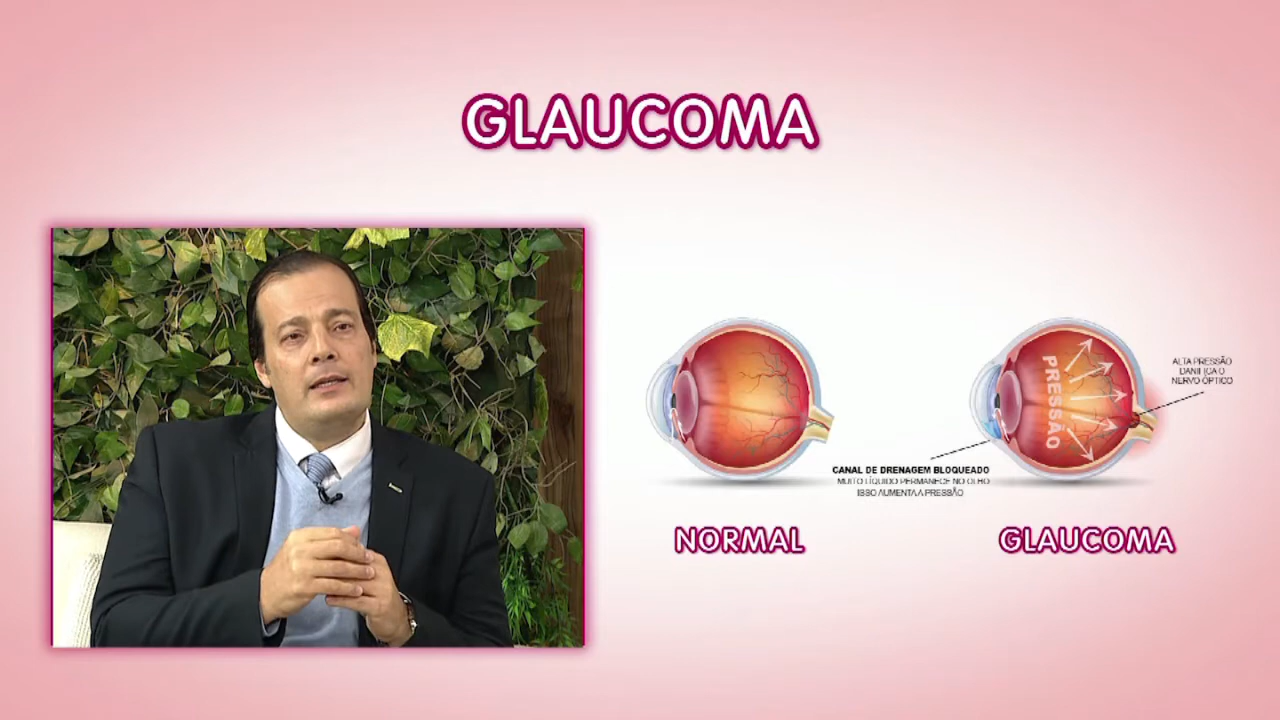 GLAUCOMA
PRESSÃO
ALTA PRESSÃO
DANIFICA O
NERVO ÓPTICO
CANAL DE DRENAGEM BLOQUEADO
MUITO LÍQUIDO PERMANECE NO OLHO
ISSO AUMENTA A PRESSÃO
NORMAL
GLAUCOMA